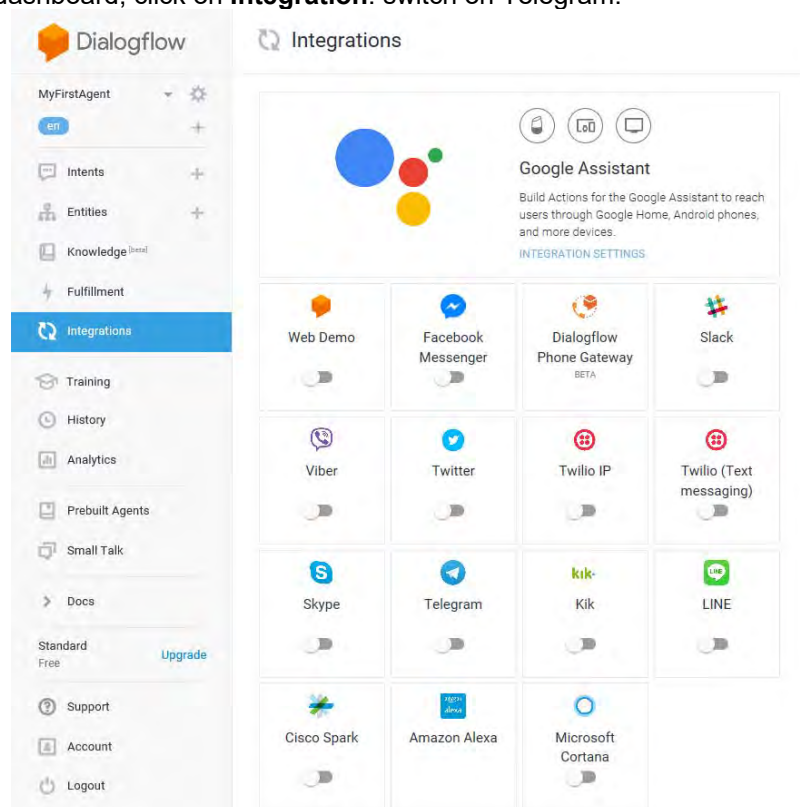 dashboard, click on Integration. switch on Telegram.
Dialogflow
Integrations
MyFirstAgent
en
Intents
Entities
Knowledge [beta]
Fulfillment
Integrations
Training
History
Analytics
Prebuilt Agents
Small Talk
Docs
Standard
Free
Upgrade
Support
Account
Logout
Google Assistant
Build Actions for the Google Assistant to reach
users through Google Home, Android phones,
and more devices.
INTEGRATION SETTINGS
Web Demo
Facebook
Messenger
Dialogflow
Phone Gateway
BETA
Slack
Viber
Twitter
Twilio IP
Twilio (Text
messaging)
Skype
Telegram
kik·
Kik
LINE
LINE
Cisco Spark
amazon
alexa
Amazon Alexa
Microsoft
Cortana